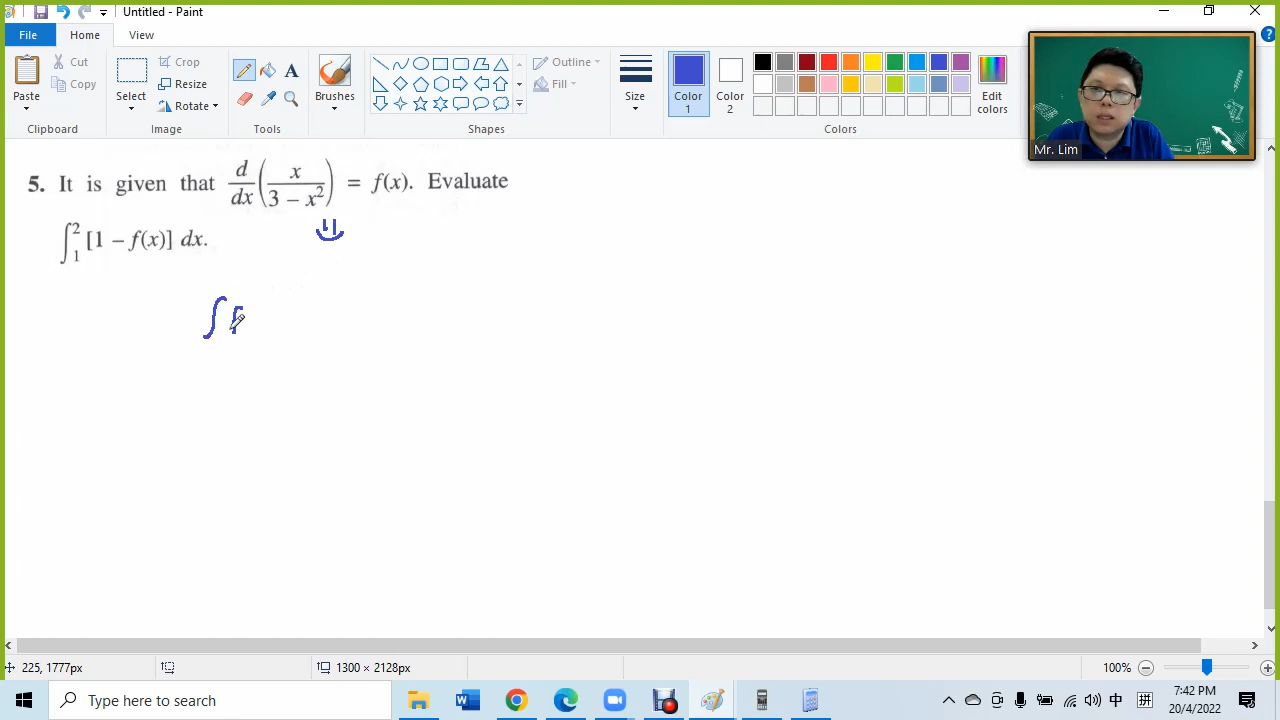 Untitled - Paint
File Home View
Paste
Cut
Copy
Clipboard
Select
Crop
Resize
Rotate
Image
A
Tools
Brushes
Shapes
Outline
Fill
Size
Color 1
Color 2
Edit colors
Colors
Mr. Lim
5. It is given that d/dx (x/(3 − x²)) = f(x). Evaluate
∫₁² [1 − f(x)] dx.
∫ f
225, 1777px
1300 × 2128px
100%
Type here to search
中
拼
7:42 PM
20/4/2022